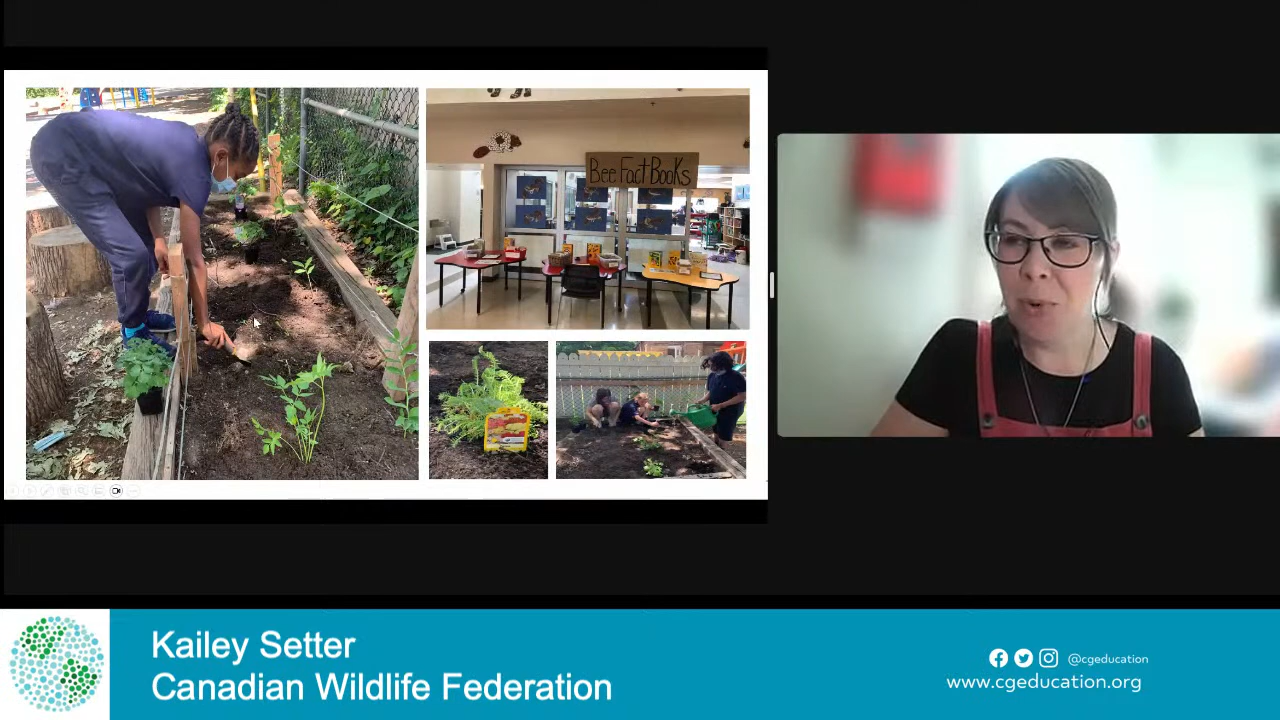 Bee Fact Books
Kailey Setter
Canadian Wildlife Federation
@cgeducation
www.cgeducation.org